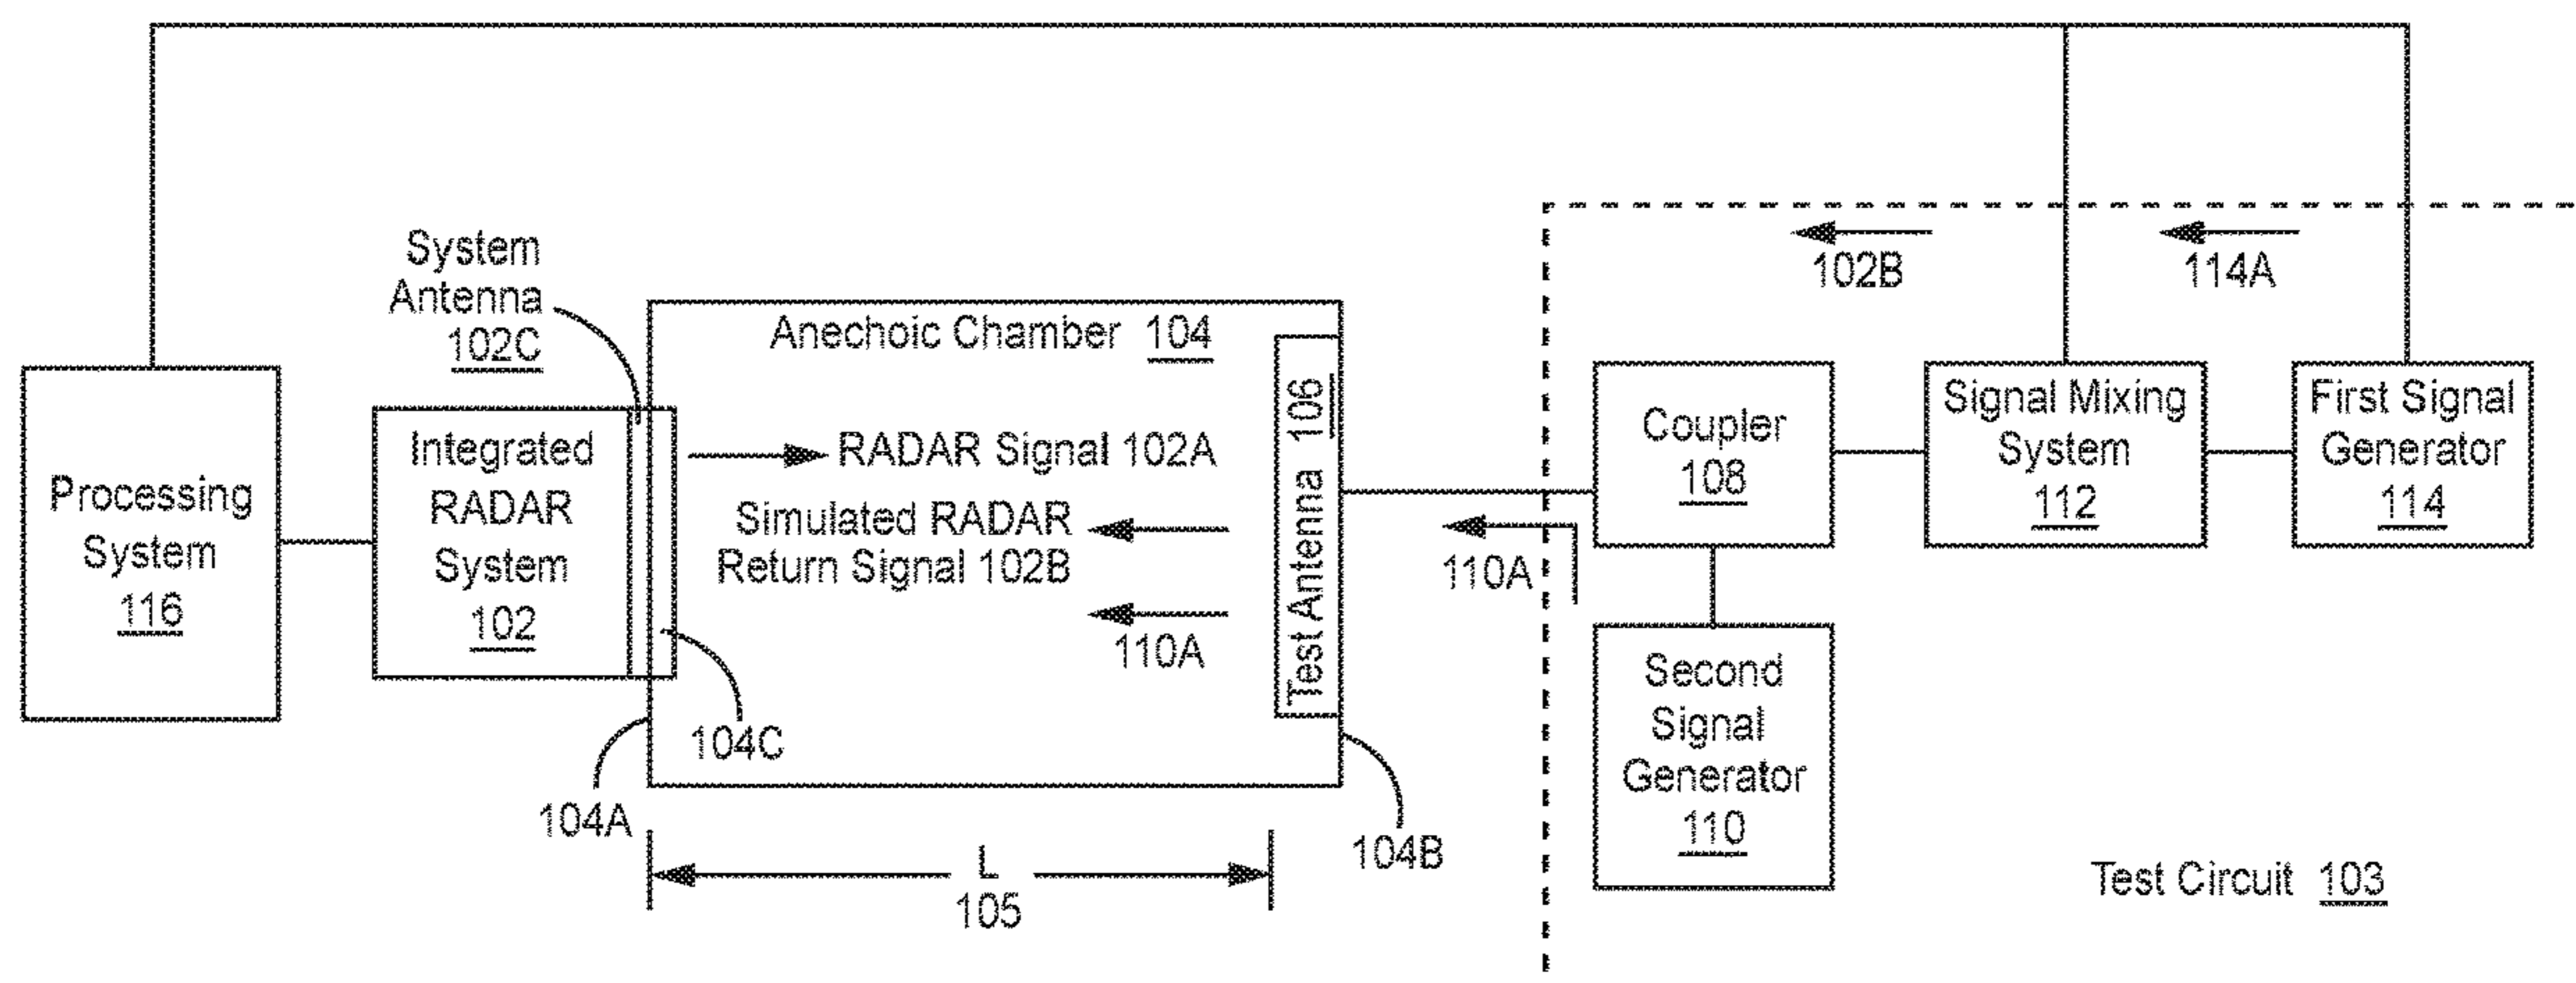 System
Antenna
102C
102B
114A
Anechoic Chamber 104
Processing
System
116
Integrated
RADAR
System
102
RADAR Signal 102A
Simulated RADAR
Return Signal 102B
110A
Test Antenna 106
110A
Coupler
108
Signal Mixing
System
112
First Signal
Generator
114
Second
Signal
Generator
110
104C
104A
104B
L
105
Test Circuit 103